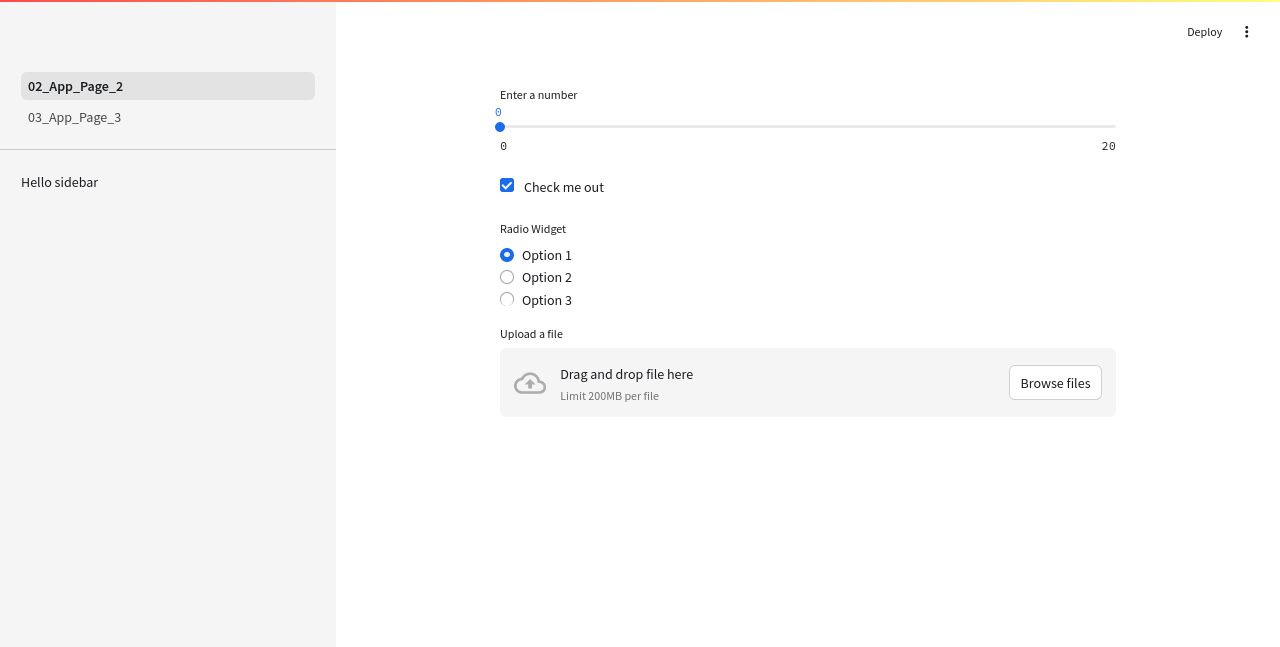 Deploy
02_App_Page_2
03_App_Page_3
Hello sidebar
Enter a number
0
0
20
Check me out
Radio Widget
Option 1
Option 2
Option 3
Upload a file
Drag and drop file here
Limit 200MB per file
Browse files